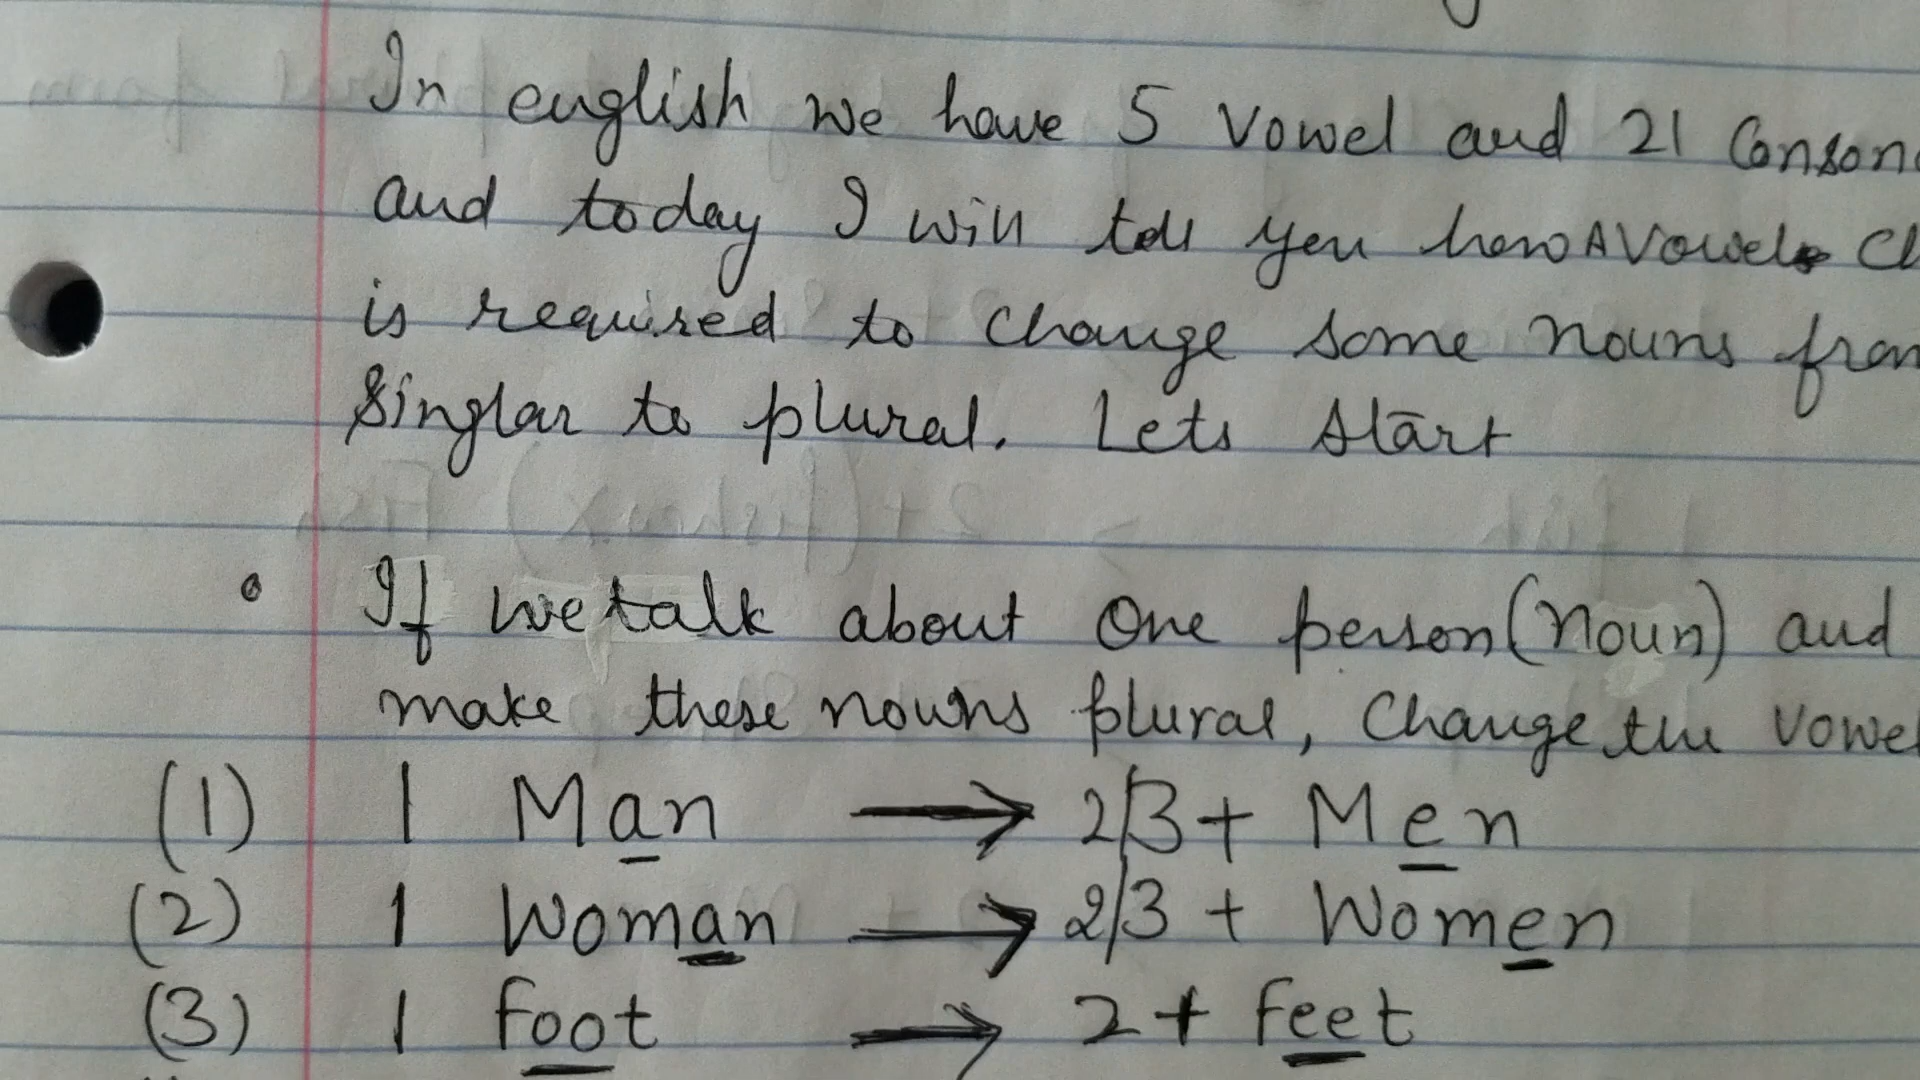 In english we have 5 Vowel and 21 Conson
and today I will tell you how A Vowel
is required to Change some nouns from
Singlar to plural. Lets start
• If we talk about One person (Noun) and
make these nouns plural, Change the Vowel
(1) 1 Man → 2/3+ Men
(2) 1 Woman → 2/3 + Women
(3) 1 foot → 2 + feet